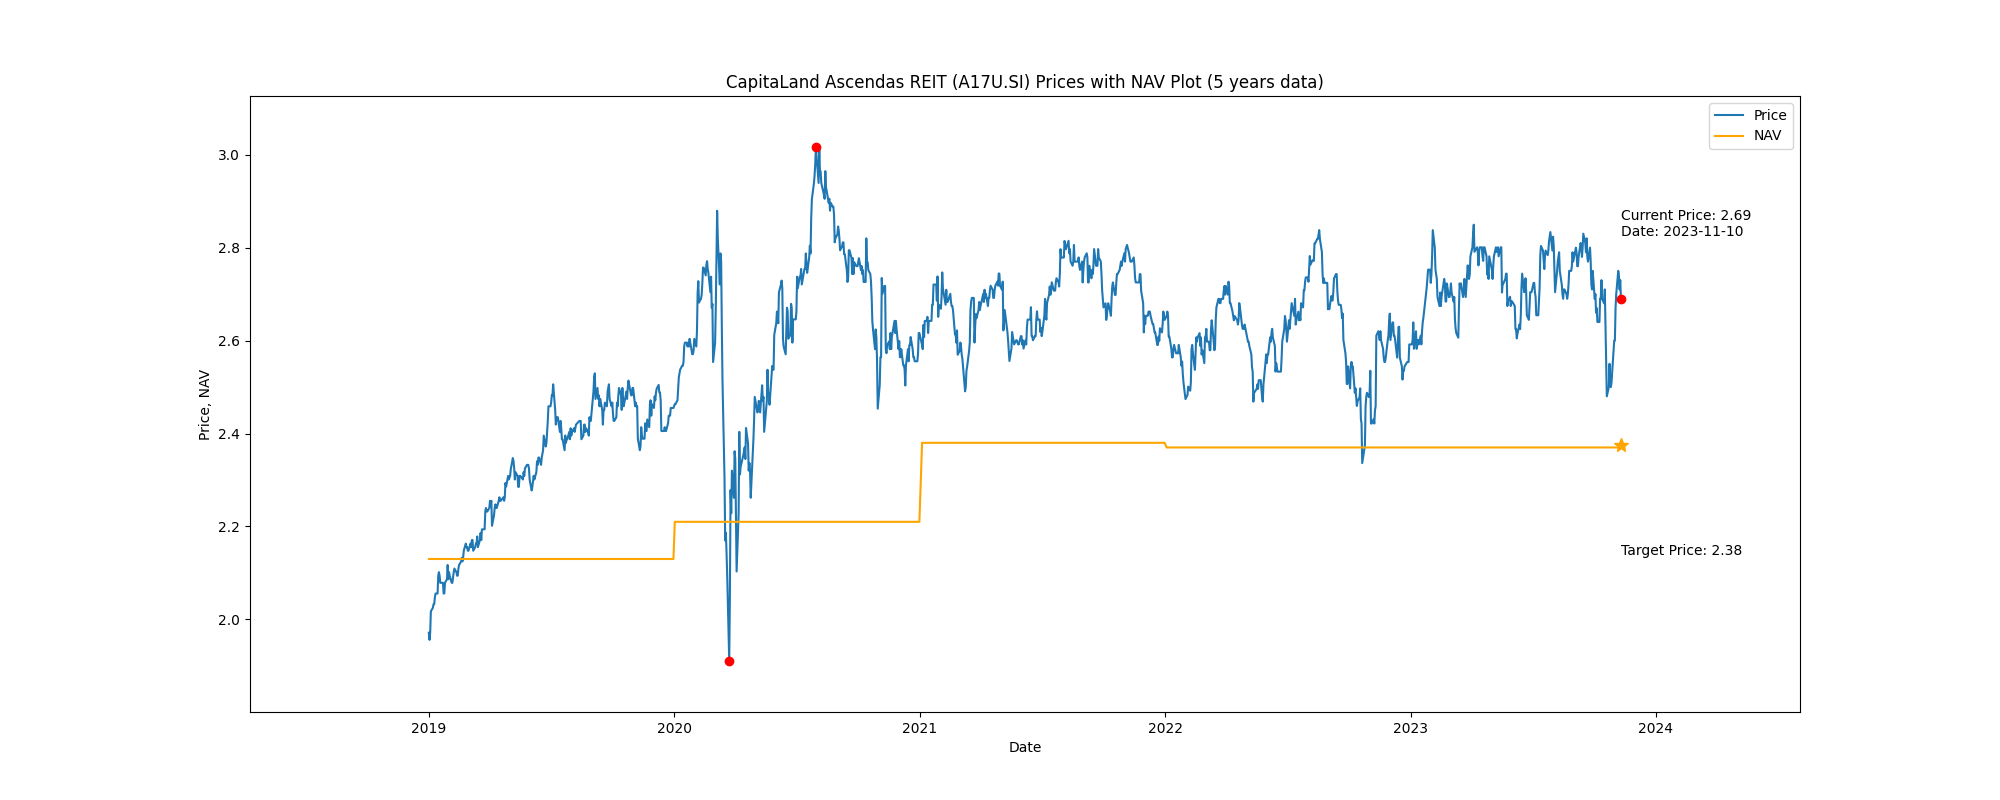 CapitaLand Ascendas REIT (A17U.SI) Prices with NAV Plot (5 years data)
Price
NAV
3.0
Current Price: 2.69
Date: 2023-11-10
2.8
2.6
Price, NAV
2.4
2.2
Target Price: 2.38
2.0
2019
2020
2021
2022
2023
2024
Date